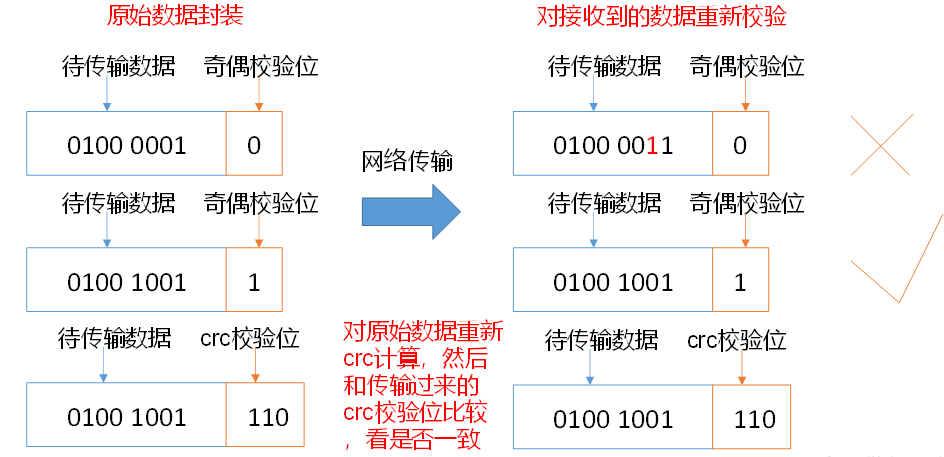 原始数据封装
对接收到的数据重新校验
待传输数据 奇偶校验位
待传输数据 奇偶校验位
0100 0001 0
0100 0011 0
网络传输
待传输数据 奇偶校验位
待传输数据 奇偶校验位
0100 1001 1
0100 1001 1
待传输数据 crc校验位
对原始数据重新
crc计算，然后
和传输过来的
crc校验位比较
，看是否一致
待传输数据 crc校验位
0100 1001 110
0100 1001 110